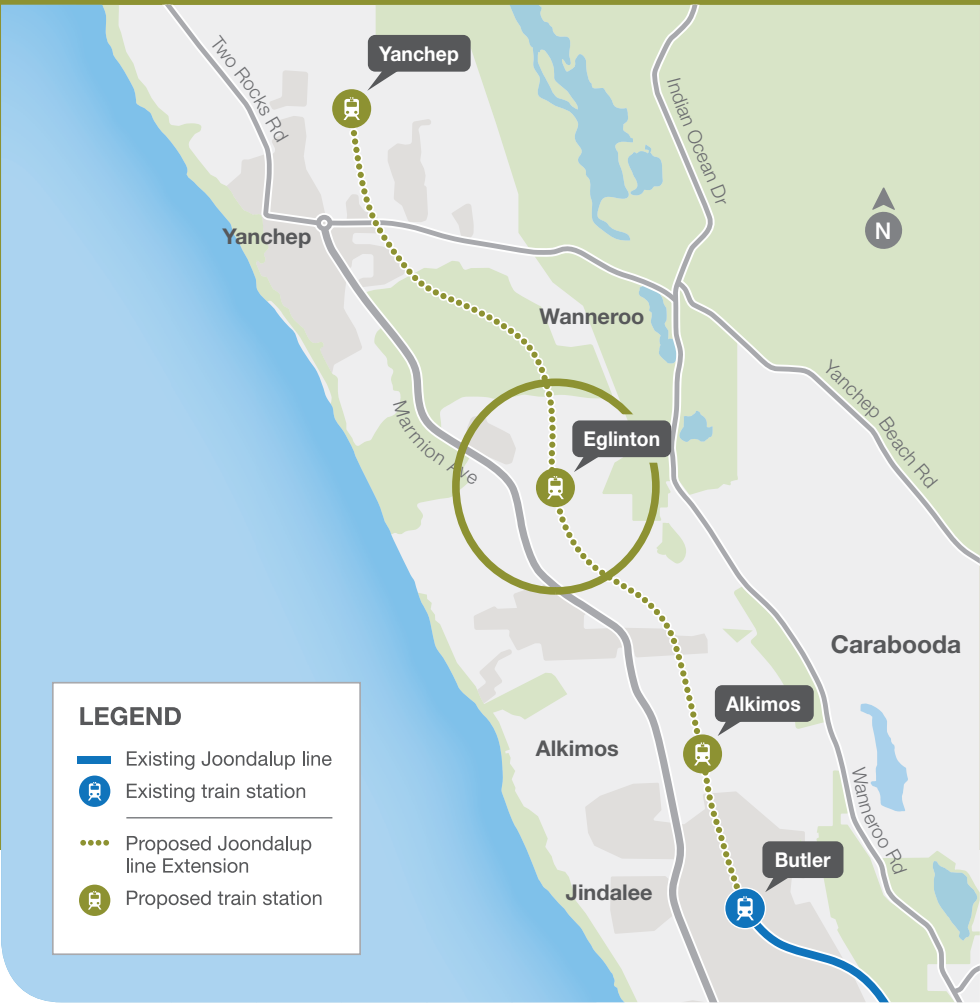 Yanchep
Two Rocks Rd
Indian Ocean Dr
N
Yanchep
Wanneroo
Yanchep Beach Rd
Marmion Ave
Eglinton
Carabooda
Alkimos
Alkimos
Wanneroo Rd
Butler
Jindalee
LEGEND
Existing Joondalup line
Existing train station
Proposed Joondalup
line Extension
Proposed train station